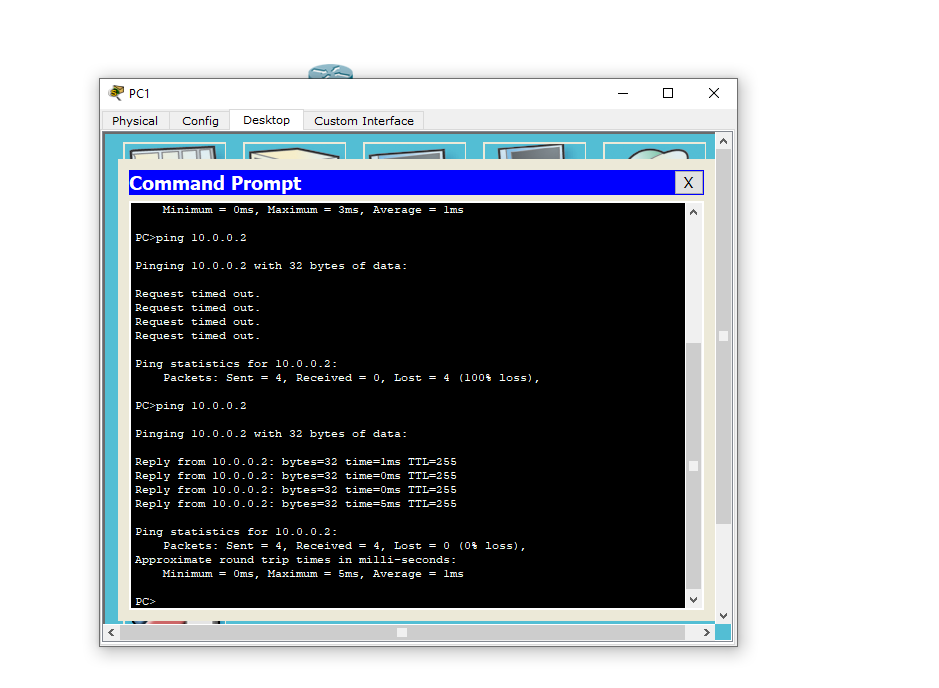 PC1
Physical Config Desktop Custom Interface
Command Prompt X
Minimum = 0ms, Maximum = 3ms, Average = 1ms
PC>ping 10.0.0.2
Pinging 10.0.0.2 with 32 bytes of data:
Request timed out.
Request timed out.
Request timed out.
Request timed out.
Ping statistics for 10.0.0.2:
Packets: Sent = 4, Received = 0, Lost = 4 (100% loss),
PC>ping 10.0.0.2
Pinging 10.0.0.2 with 32 bytes of data:
Reply from 10.0.0.2: bytes=32 time=1ms TTL=255
Reply from 10.0.0.2: bytes=32 time=0ms TTL=255
Reply from 10.0.0.2: bytes=32 time=0ms TTL=255
Reply from 10.0.0.2: bytes=32 time=5ms TTL=255
Ping statistics for 10.0.0.2:
Packets: Sent = 4, Received = 4, Lost = 0 (0% loss),
Approximate round trip times in milli-seconds:
Minimum = 0ms, Maximum = 5ms, Average = 1ms
PC>